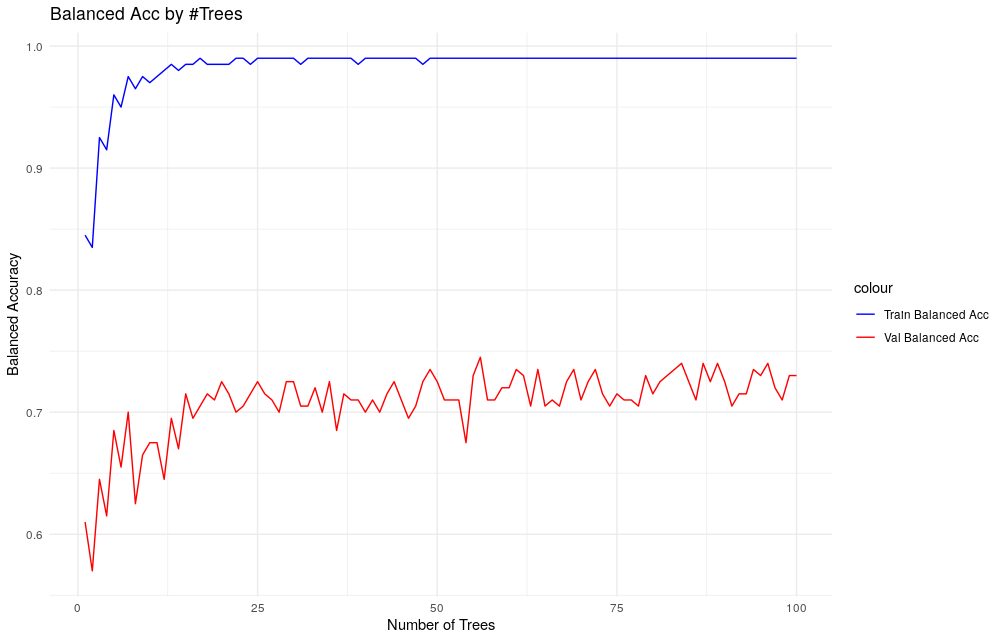 Balanced Acc by #Trees
1.0
0.9
0.8
0.7
0.6
Balanced Accuracy
0
25
50
75
100
Number of Trees
colour
Train Balanced Acc
Val Balanced Acc